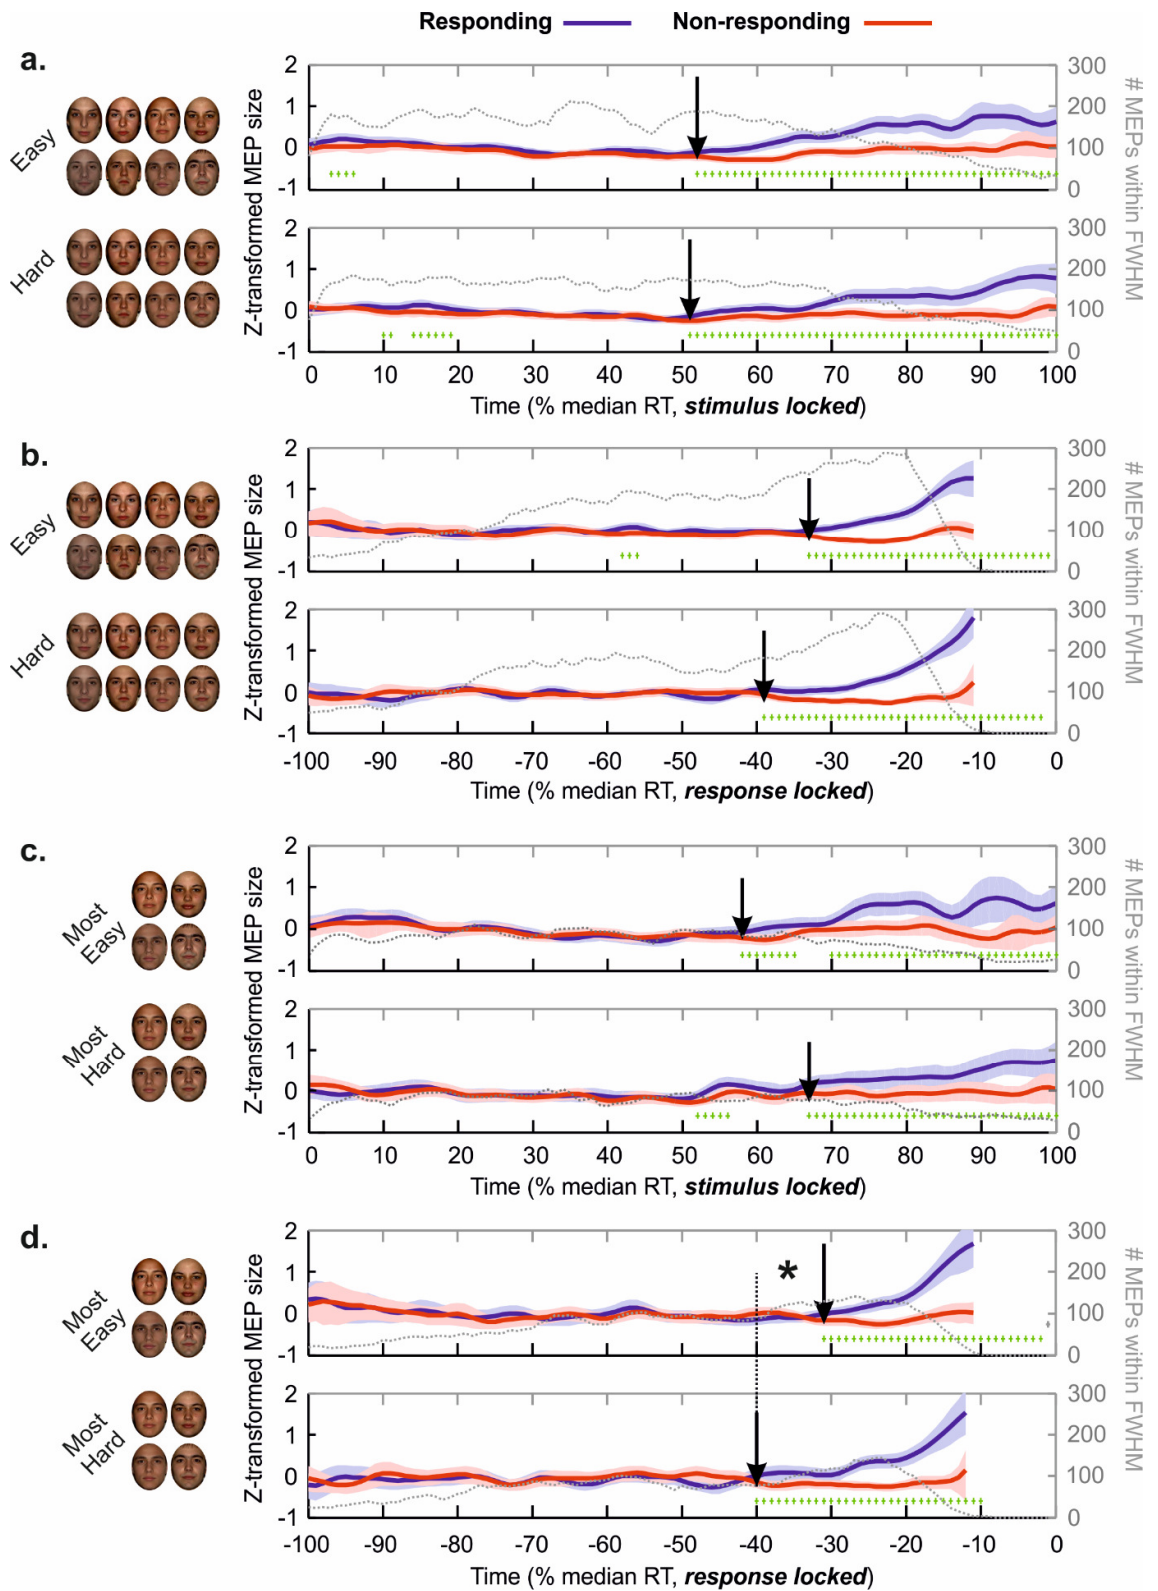 Responding Non-responding
a.
Easy
Hard
Z-transformed MEP size
# MEPs within FWHM
2 300
1 200
0 100
-1 0
2 300
1 200
0 100
-1 0
0 10 20 30 40 50 60 70 80 90 100
Time (% median RT, stimulus locked)
b.
Easy
Hard
Z-transformed MEP size
# MEPs within FWHM
2 300
1 200
0 100
-1 0
2 300
1 200
0 100
-1 0
-100 -90 -80 -70 -60 -50 -40 -30 -20 -10 0
Time (% median RT, response locked)
c.
Most
Easy
Most
Hard
Z-transformed MEP size
# MEPs within FWHM
2 300
1 200
0 100
-1 0
2 300
1 200
0 100
-1 0
0 10 20 30 40 50 60 70 80 90 100
Time (% median RT, stimulus locked)
d.
Most
Easy
Most
Hard
Z-transformed MEP size
# MEPs within FWHM
*
2 300
1 200
0 100
-1 0
2 300
1 200
0 100
-1 0
-100 -90 -80 -70 -60 -50 -40 -30 -20 -10 0
Time (% median RT, response locked)